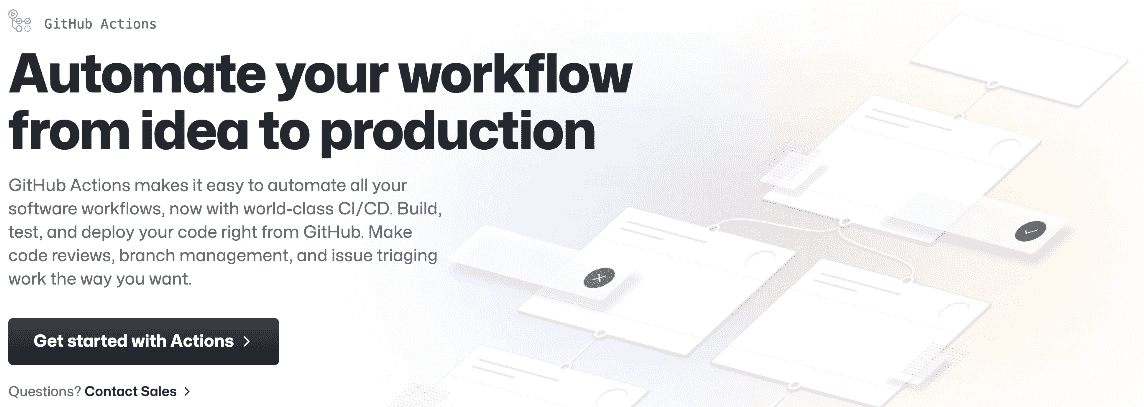 GitHub Actions
Automate your workflow
from idea to production
GitHub Actions makes it easy to automate all your
software workflows, now with world-class CI/CD. Build,
test, and deploy your code right from GitHub. Make
code reviews, branch management, and issue triaging
work the way you want.
Get started with Actions >
Questions? Contact Sales >